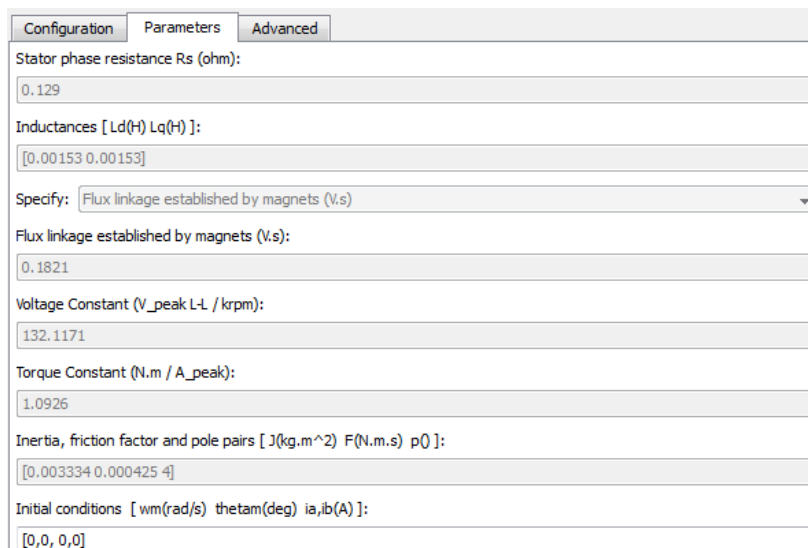 Configuration Parameters Advanced
Stator phase resistance Rs (ohm):
0.129
Inductances [ Ld(H) Lq(H) ]:
[0.00153 0.00153]
Specify: Flux linkage established by magnets (V.s)
Flux linkage established by magnets (V.s):
0.1821
Voltage Constant (V_peak L-L / krpm):
132.1171
Torque Constant (N.m / A_peak):
1.0926
Inertia, friction factor and pole pairs [ J(kg.m^2)  F(N.m.s)  p() ]:
[0.003334 0.000425 4]
Initial conditions  [ wm(rad/s)  thetam(deg)  ia,ib(A) ]:
[0,0, 0,0]